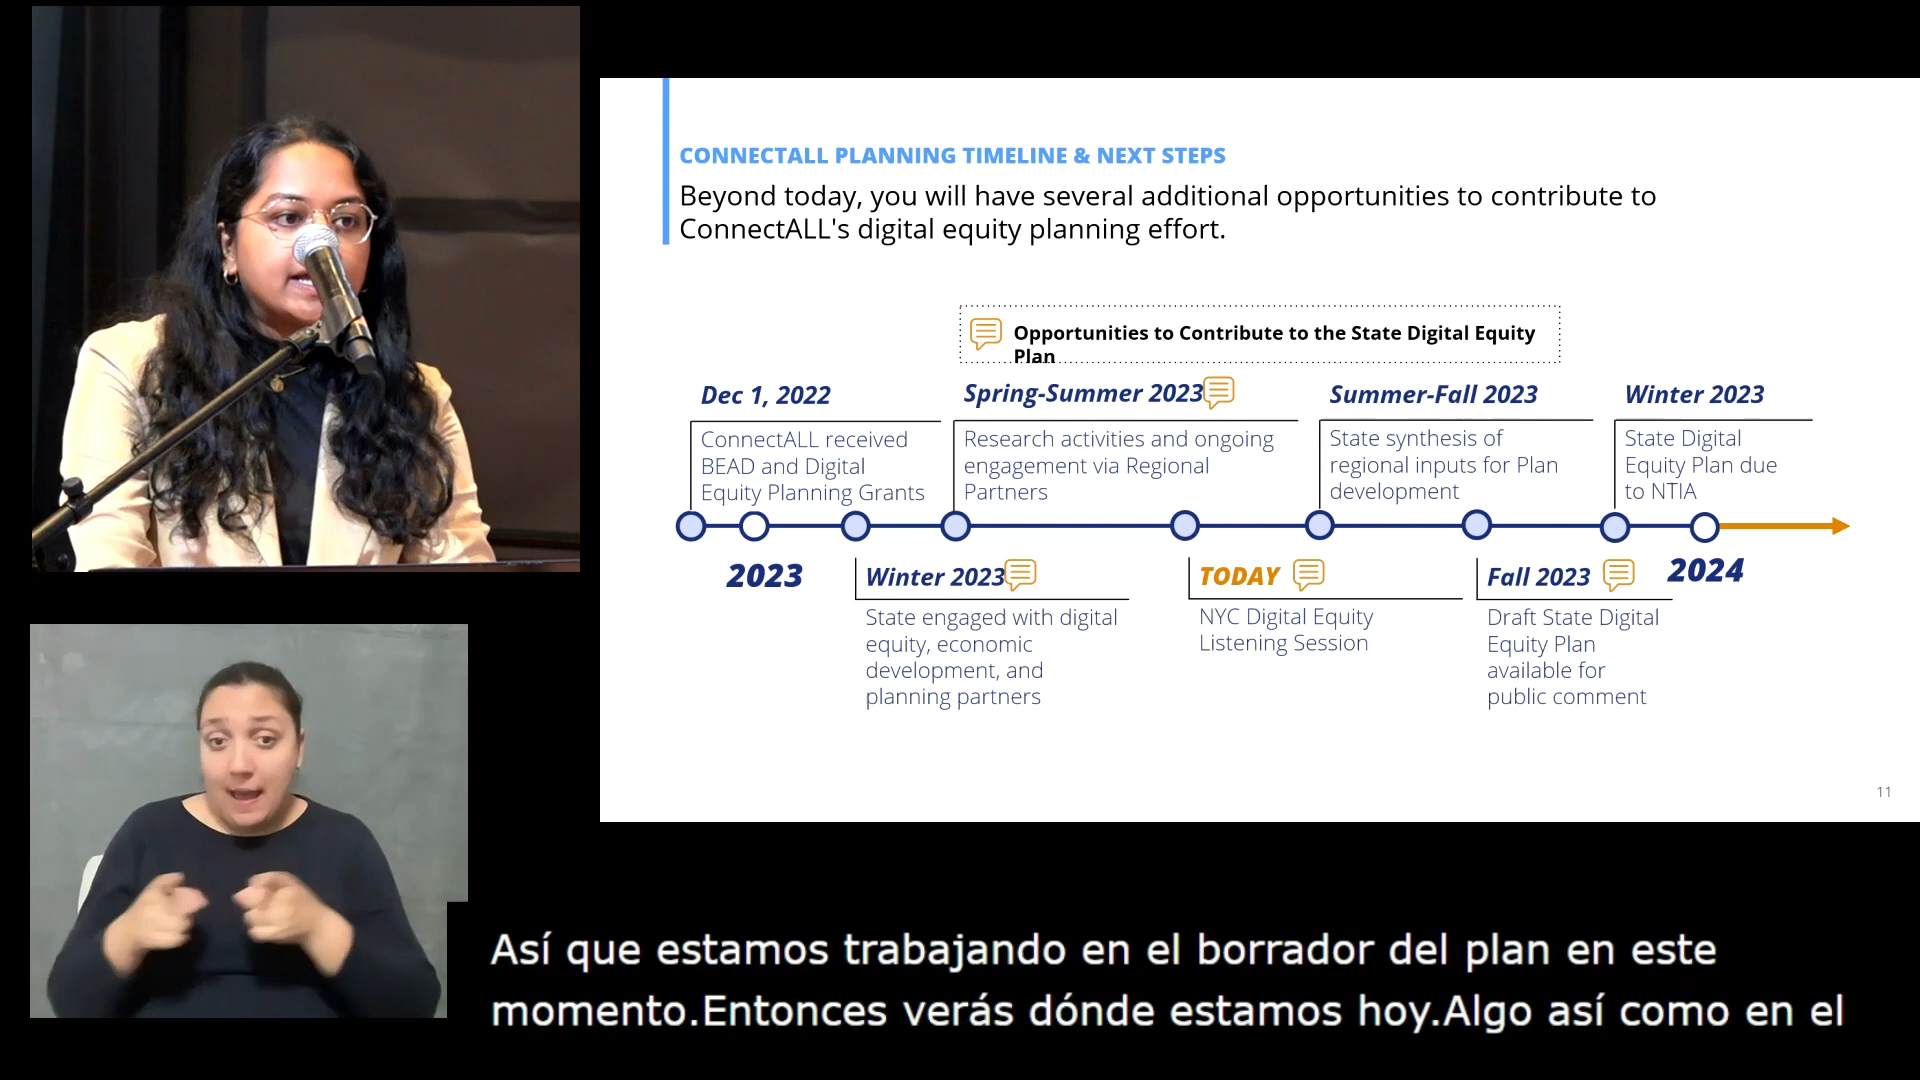 CONNECTALL PLANNING TIMELINE & NEXT STEPS
Beyond today, you will have several additional opportunities to contribute to
ConnectALL's digital equity planning effort.
Opportunities to Contribute to the State Digital Equity
Plan
Dec 1, 2022
ConnectALL received
BEAD and Digital
Equity Planning Grants
Spring-Summer 2023
Research activities and ongoing
engagement via Regional
Partners
Summer-Fall 2023
State synthesis of
regional inputs for Plan
development
Winter 2023
State Digital
Equity Plan due
to NTIA
2023
Winter 2023
State engaged with digital
equity, economic
development, and
planning partners
TODAY
NYC Digital Equity
Listening Session
Fall 2023
Draft State Digital
Equity Plan
available for
public comment
2024
11
Así que estamos trabajando en el borrador del plan en este
momento.Entonces verás dónde estamos hoy.Algo así como en el